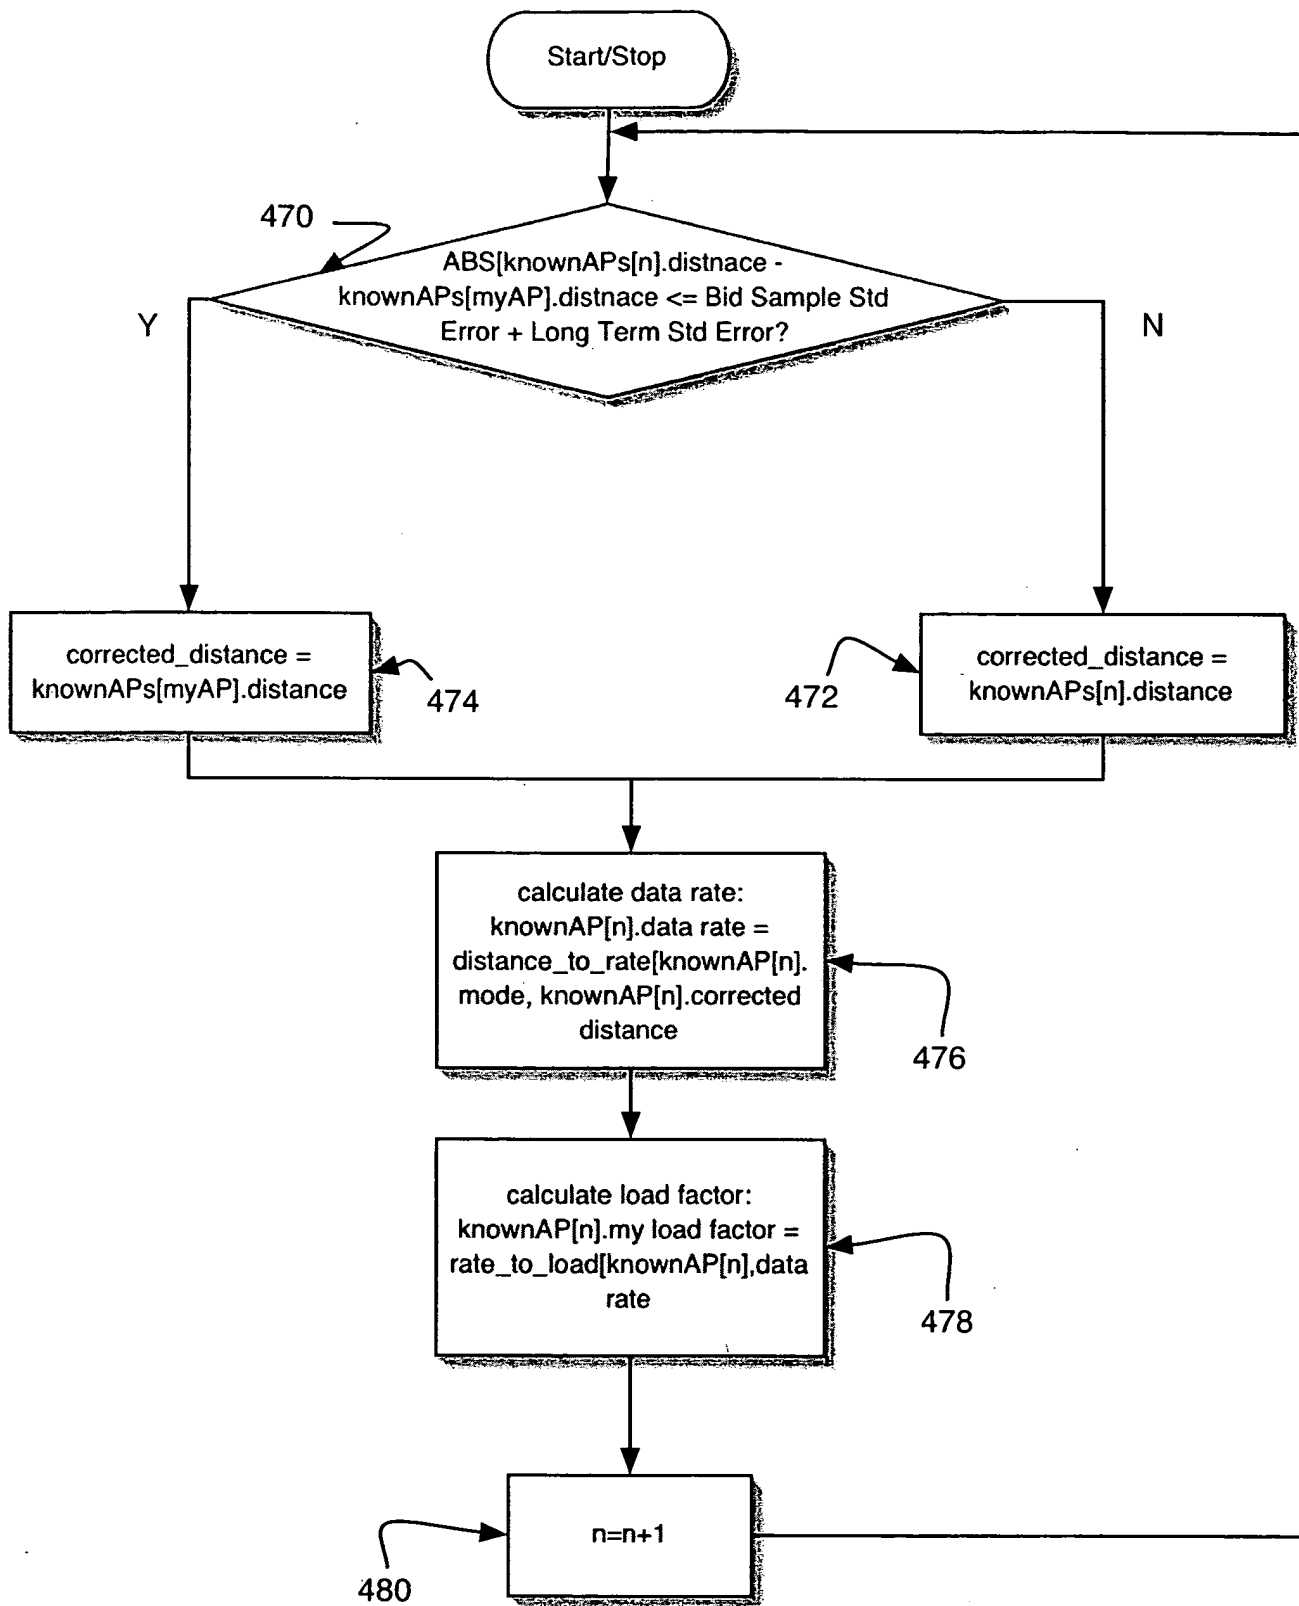 Start/Stop
470
ABS[knownAPs[n].distnace -
knownAPs[myAP].distnace <= Bid Sample Std
Error + Long Term Std Error?
Y
N
corrected_distance =
knownAPs[myAP].distance
474
472
corrected_distance =
knownAPs[n].distance
calculate data rate:
knownAP[n].data rate =
distance_to_rate[knownAP[n].
mode, knownAP[n].corrected
distance
476
calculate load factor:
knownAP[n].my load factor =
rate_to_load[knownAP[n],data
rate
478
n=n+1
480